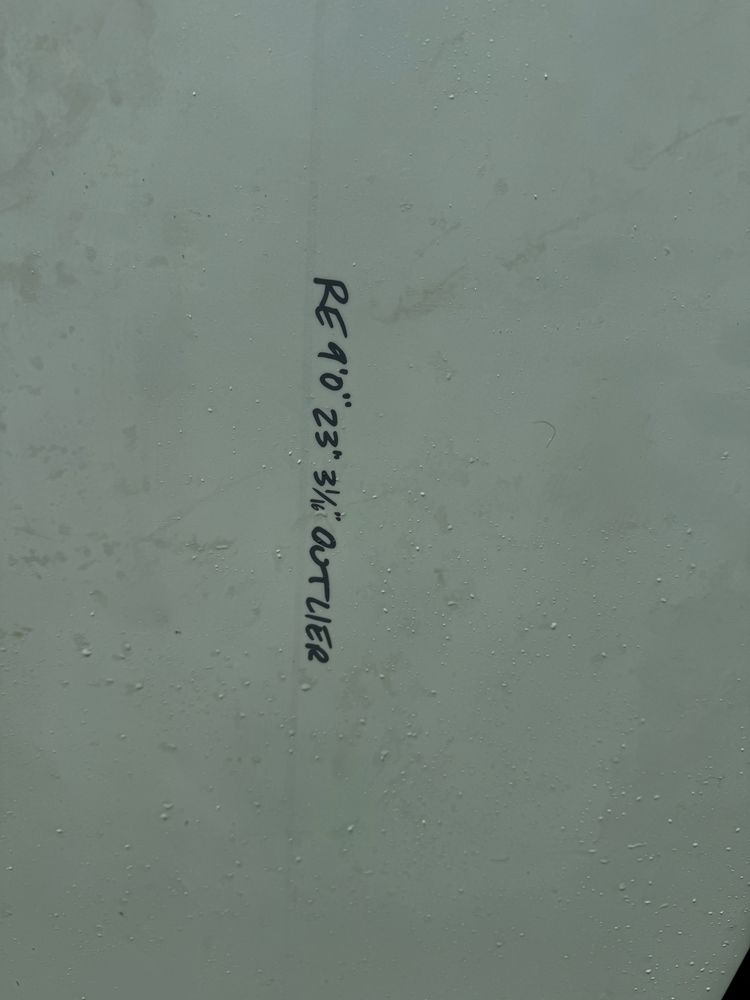 RE 9'0" 23" 3 1/16" OUTLIER